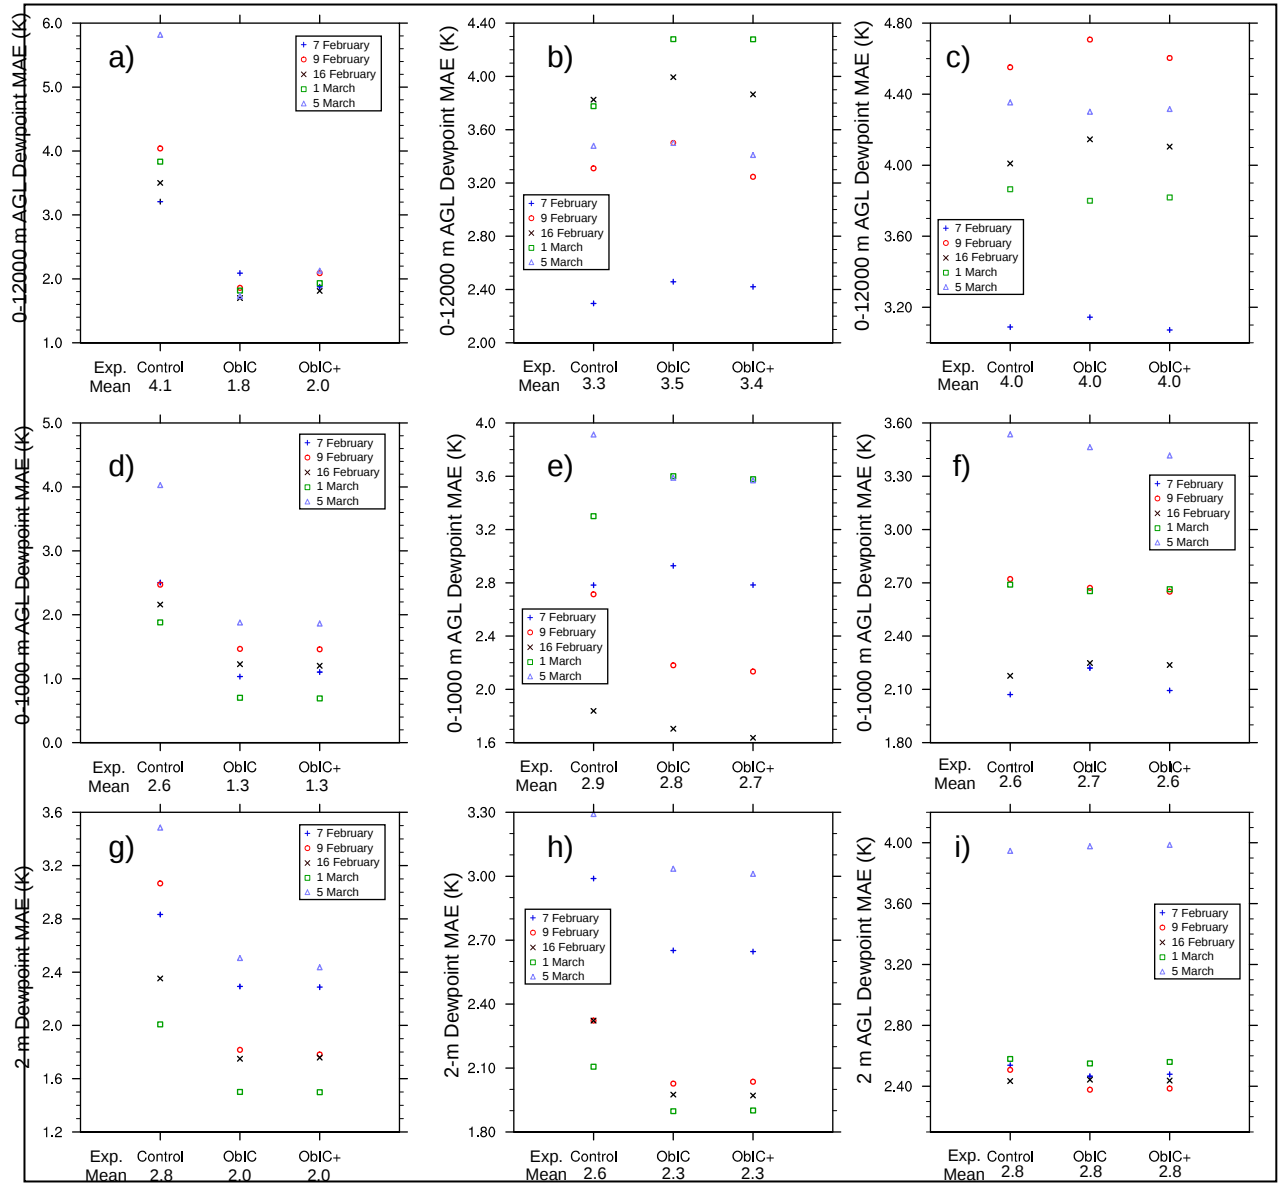 0-12000 m AGL Dewpoint MAE (K)
6.0
5.0
4.0
3.0
2.0
1.0
a)
7 February
9 February
16 February
1 March
5 March
Exp. Control ObIC ObIC+
Mean 4.1 1.8 2.0
0-12000 m AGL Dewpoint MAE (K)
4.40
4.00
3.60
3.20
2.80
2.40
2.00
b)
7 February
9 February
16 February
1 March
5 March
Exp. Control ObIC ObIC+
Mean 3.3 3.5 3.4
0-12000 m AGL Dewpoint MAE (K)
4.80
4.40
4.00
3.60
3.20
c)
7 February
9 February
16 February
1 March
5 March
Exp. Control ObIC ObIC+
Mean 4.0 4.0 4.0
0-1000 m AGL Dewpoint MAE (K)
5.0
4.0
3.0
2.0
1.0
0.0
d)
7 February
9 February
16 February
1 March
5 March
Exp. Control ObIC ObIC+
Mean 2.6 1.3 1.3
0-1000 m AGL Dewpoint MAE (K)
4.0
3.6
3.2
2.8
2.4
2.0
1.6
e)
7 February
9 February
16 February
1 March
5 March
Exp. Control ObIC ObIC+
Mean 2.9 2.8 2.7
0-1000 m AGL Dewpoint MAE (K)
3.60
3.30
3.00
2.70
2.40
2.10
1.80
f)
7 February
9 February
16 February
1 March
5 March
Exp. Control ObIC ObIC+
Mean 2.6 2.7 2.6
2 m Dewpoint MAE (K)
3.6
3.2
2.8
2.4
2.0
1.6
1.2
g)
7 February
9 February
16 February
1 March
5 March
Exp. Control ObIC ObIC+
Mean 2.8 2.0 2.0
2-m Dewpoint MAE (K)
3.30
3.00
2.70
2.40
2.10
1.80
h)
7 February
9 February
16 February
1 March
5 March
Exp. Control ObIC ObIC+
Mean 2.6 2.3 2.3
2 m AGL Dewpoint MAE (K)
4.00
3.60
3.20
2.80
2.40
i)
7 February
9 February
16 February
1 March
5 March
Exp. Control ObIC ObIC+
Mean 2.8 2.8 2.8